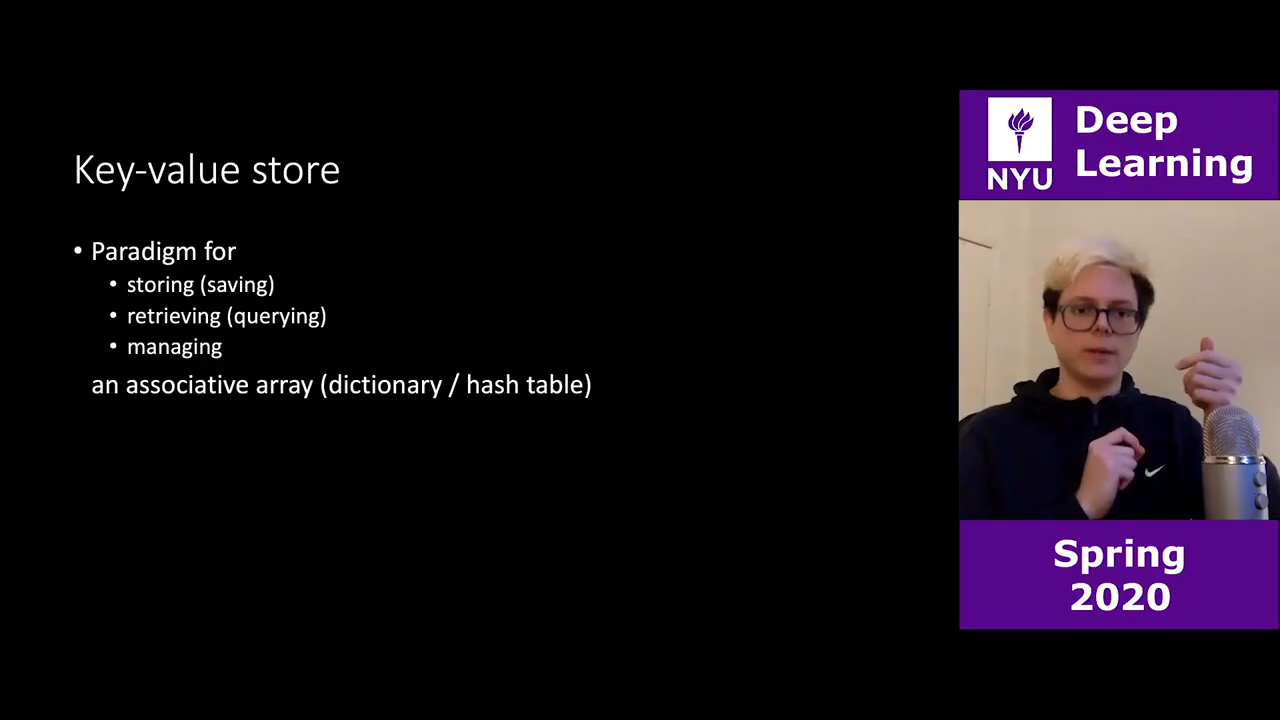 Key-value store
• Paradigm for
• storing (saving)
• retrieving (querying)
• managing
an associative array (dictionary / hash table)
NYU
Deep
Learning
Spring
2020